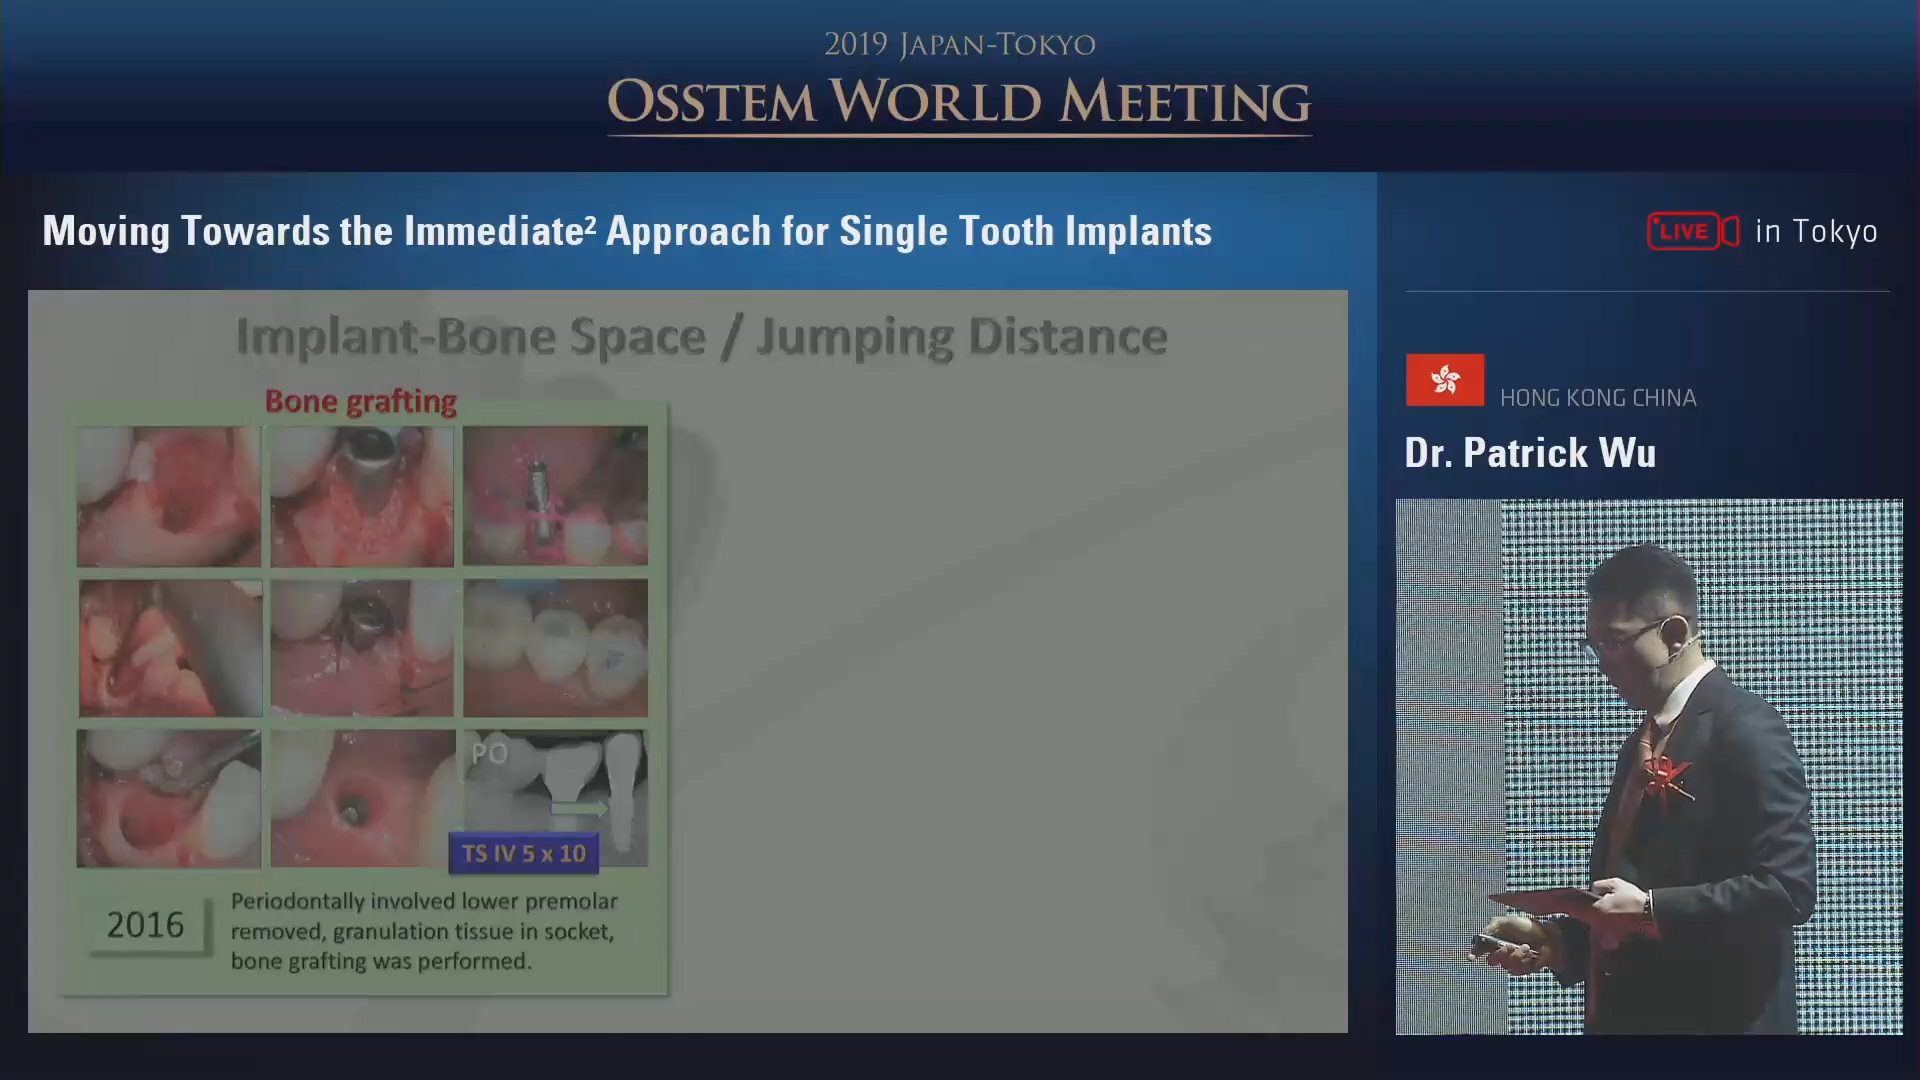 2019 JAPAN-TOKYO
OSSTEM WORLD MEETING
Moving Towards the Immediate² Approach for Single Tooth Implants
LIVE in Tokyo
Implant-Bone Space / Jumping Distance
Bone grafting
HONG KONG CHINA
Dr. Patrick Wu
PO
TS IV 5 x 10
2016
Periodontally involved lower premolar
removed, granulation tissue in socket,
bone grafting was performed.